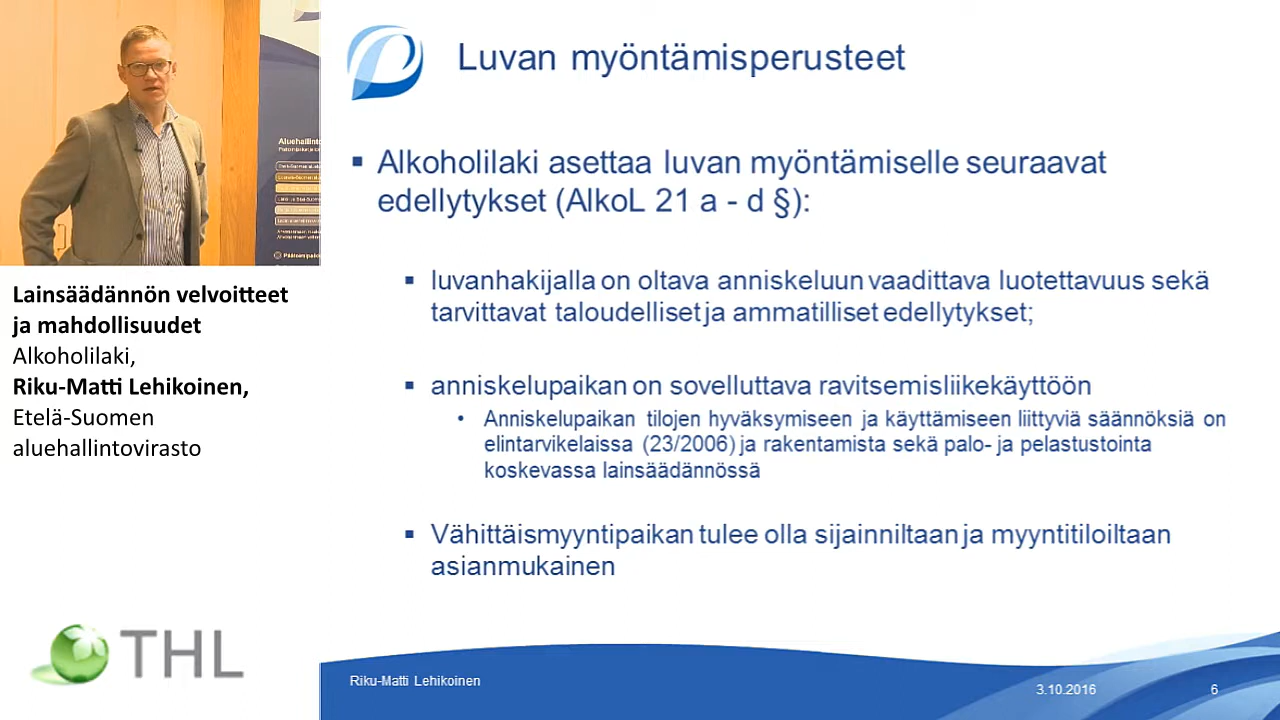 Aluehallinto
Lainsäädännön velvoitteet
ja mahdollisuudet
Alkoholilaki,
Riku-Matti Lehikoinen,
Etelä-Suomen
aluehallintovirasto
THL
Luvan myöntämisperusteet
▪ Alkoholilaki asettaa luvan myöntämiselle seuraavat
edellytykset (AlkoL 21 a - d §):
▪ luvanhakijalla on oltava anniskeluun vaadittava luotettavuus sekä
tarvittavat taloudelliset ja ammatilliset edellytykset;
▪ anniskelupaikan on sovelluttava ravitsemisliikekäyttöön
• Anniskelupaikan tilojen hyväksymiseen ja käyttämiseen liittyviä säännöksiä on
elintarvikelaissa (23/2006) ja rakentamista sekä palo- ja pelastustointa
koskevassa lainsäädännössä
▪ Vähittäismyyntipaikan tulee olla sijainniltaan ja myyntitiloiltaan
asianmukainen
Riku-Matti Lehikoinen
3.10.2016
6